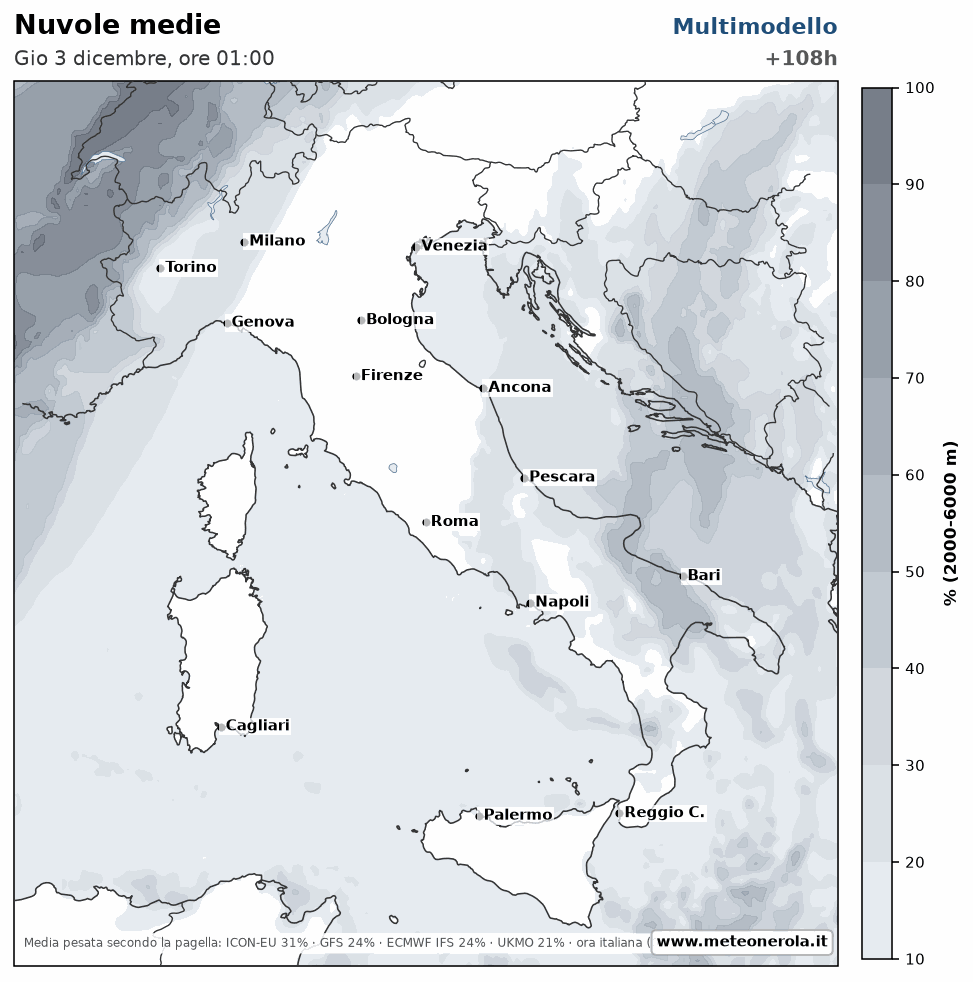 Nuvole medie
Multimodello
Gio 3 dicembre, ore 01:00
+108h
100
90
80
70
60
50
40
30
20
10
% (2000-6000 m)
Milano
Venezia
Torino
Genova
Bologna
Firenze
Ancona
Pescara
Roma
Bari
Napoli
Cagliari
Palermo
Reggio C.
Media pesata secondo la pagella: ICON-EU 31% · GFS 24% · ECMWF IFS 24% · UKMO 21% · ora italiana (
www.meteonerola.it